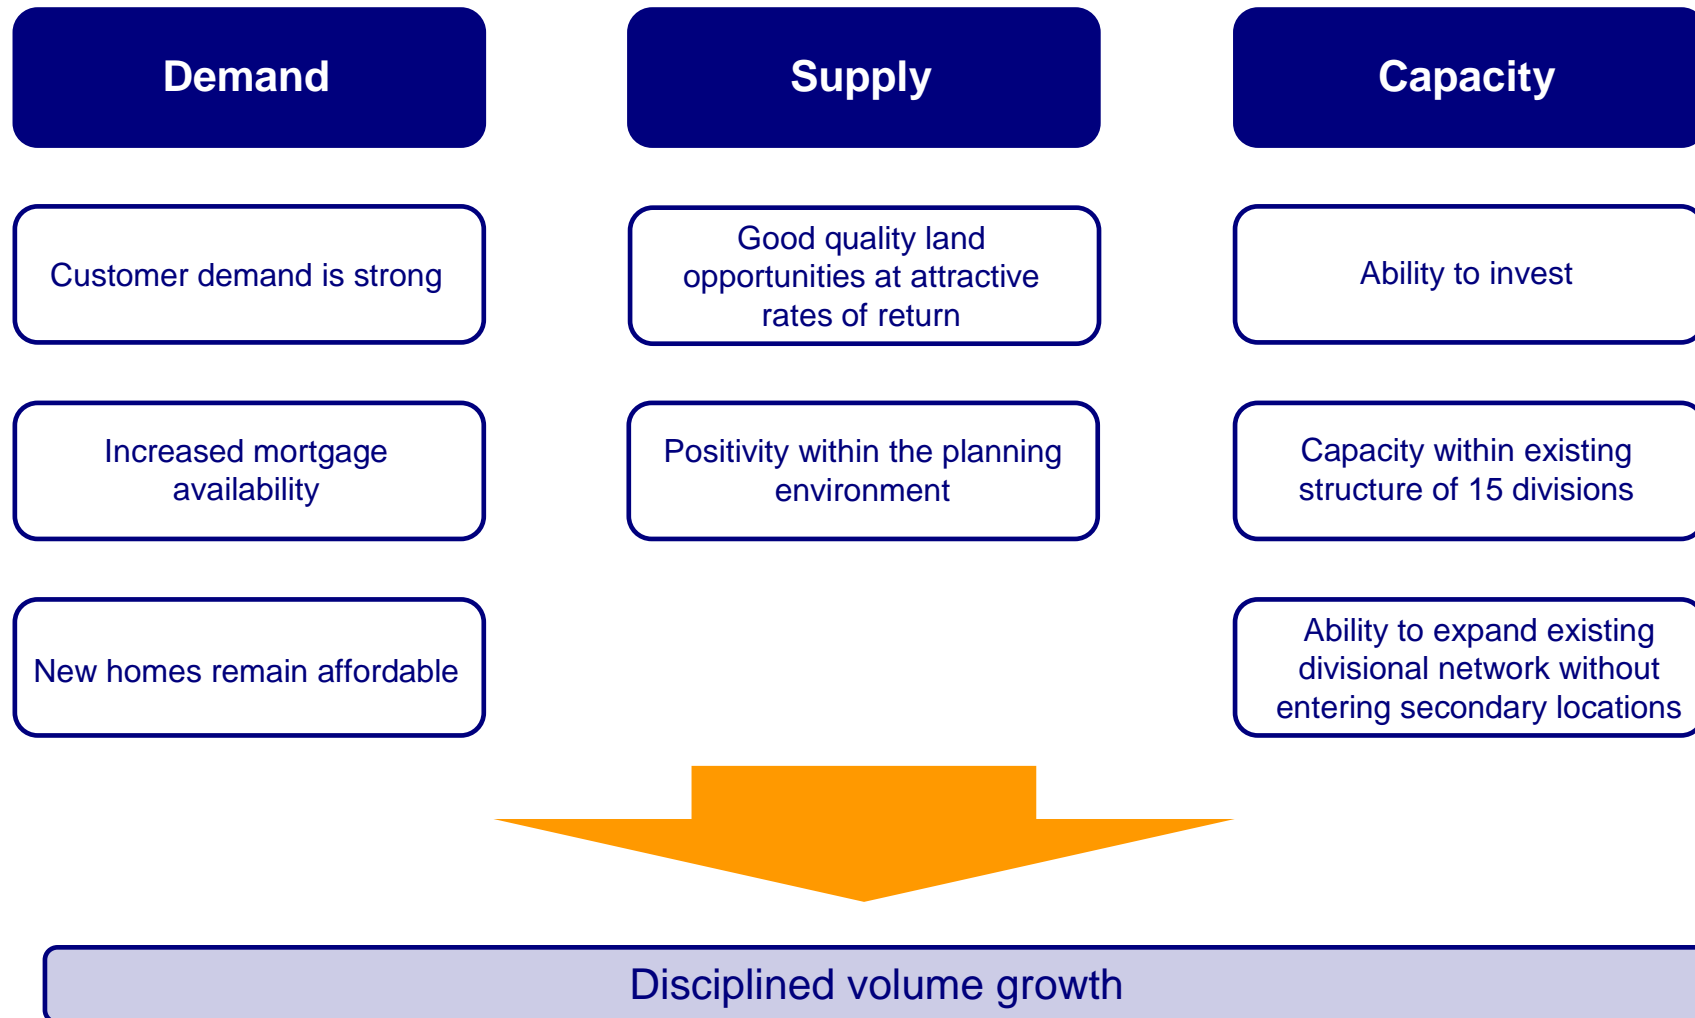 Demand
Supply
Capacity
Customer demand is strong
Good quality land
opportunities at attractive
rates of return
Ability to invest
Increased mortgage
availability
Positivity within the planning
environment
Capacity within existing
structure of 15 divisions
New homes remain affordable
Ability to expand existing
divisional network without
entering secondary locations
Disciplined volume growth